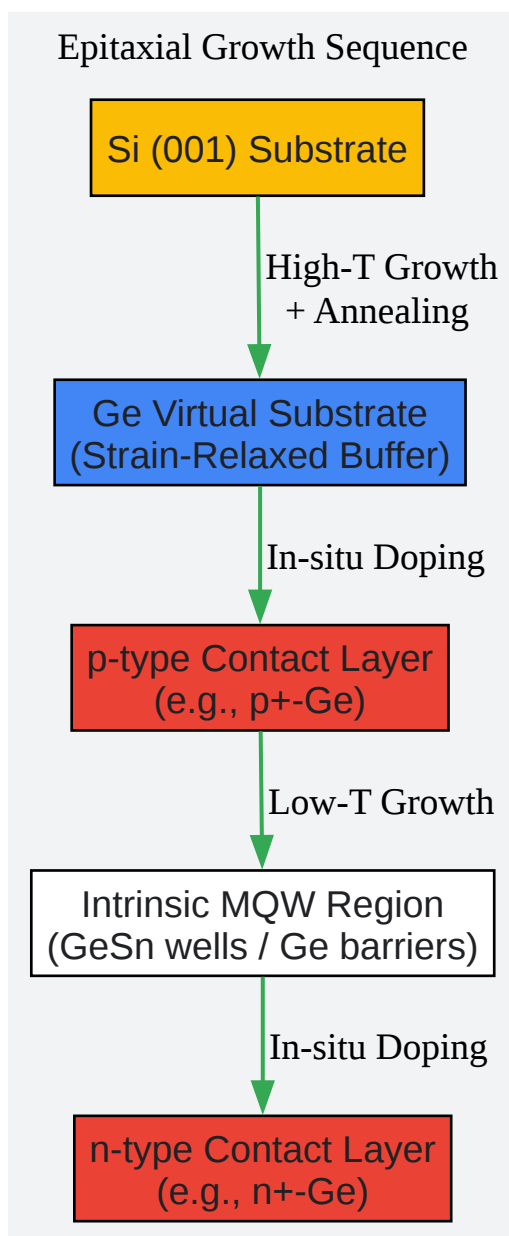 Epitaxial Growth Sequence
Si (001) Substrate
High-T Growth
+ Annealing
Ge Virtual Substrate
(Strain-Relaxed Buffer)
In-situ Doping
p-type Contact Layer
(e.g., p+-Ge)
Low-T Growth
Intrinsic MQW Region
(GeSn wells / Ge barriers)
In-situ Doping
n-type Contact Layer
(e.g., n+-Ge)